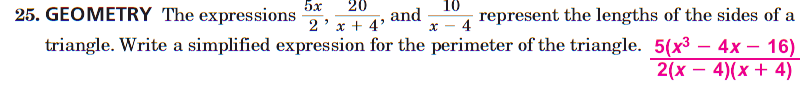 25. GEOMETRY The expressions 5x/2, 20/(x + 4), and 10/(x − 4) represent the lengths of the sides of a
triangle. Write a simplified expression for the perimeter of the triangle. 5(x³ − 4x − 16)/2(x − 4)(x + 4)